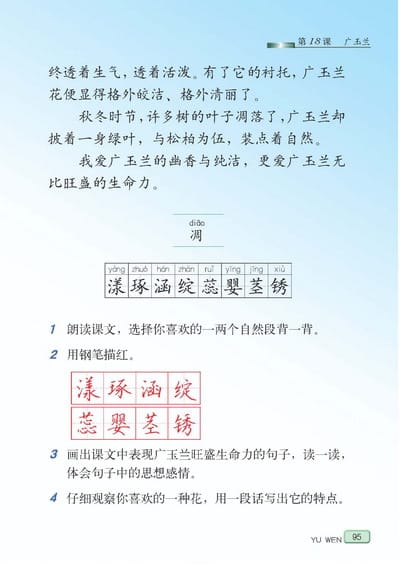 第18课 广玉兰
终透着生气，透着活泼。有了它的衬托，广玉兰
花便显得格外皎洁、格外清丽了。
秋冬时节，许多树的叶子凋落了，广玉兰却
披着一身绿叶，与松柏为伍，装点着自然。
我爱广玉兰的幽香与纯洁，更爱广玉兰无
比旺盛的生命力。
diāo
凋
yàng zhuó hán zhàn ruǐ yīng jīng xiù
漾 琢 涵 绽 蕊 婴 茎 锈
1 朗读课文，选择你喜欢的一两个自然段背一背。
2 用钢笔描红。
漾 琢 涵 绽
蕊 婴 茎 锈
3 画出课文中表现广玉兰旺盛生命力的句子，读一读，
体会句子中的思想感情。
4 仔细观察你喜欢的一种花，用一段话写出它的特点。
YU WEN 95